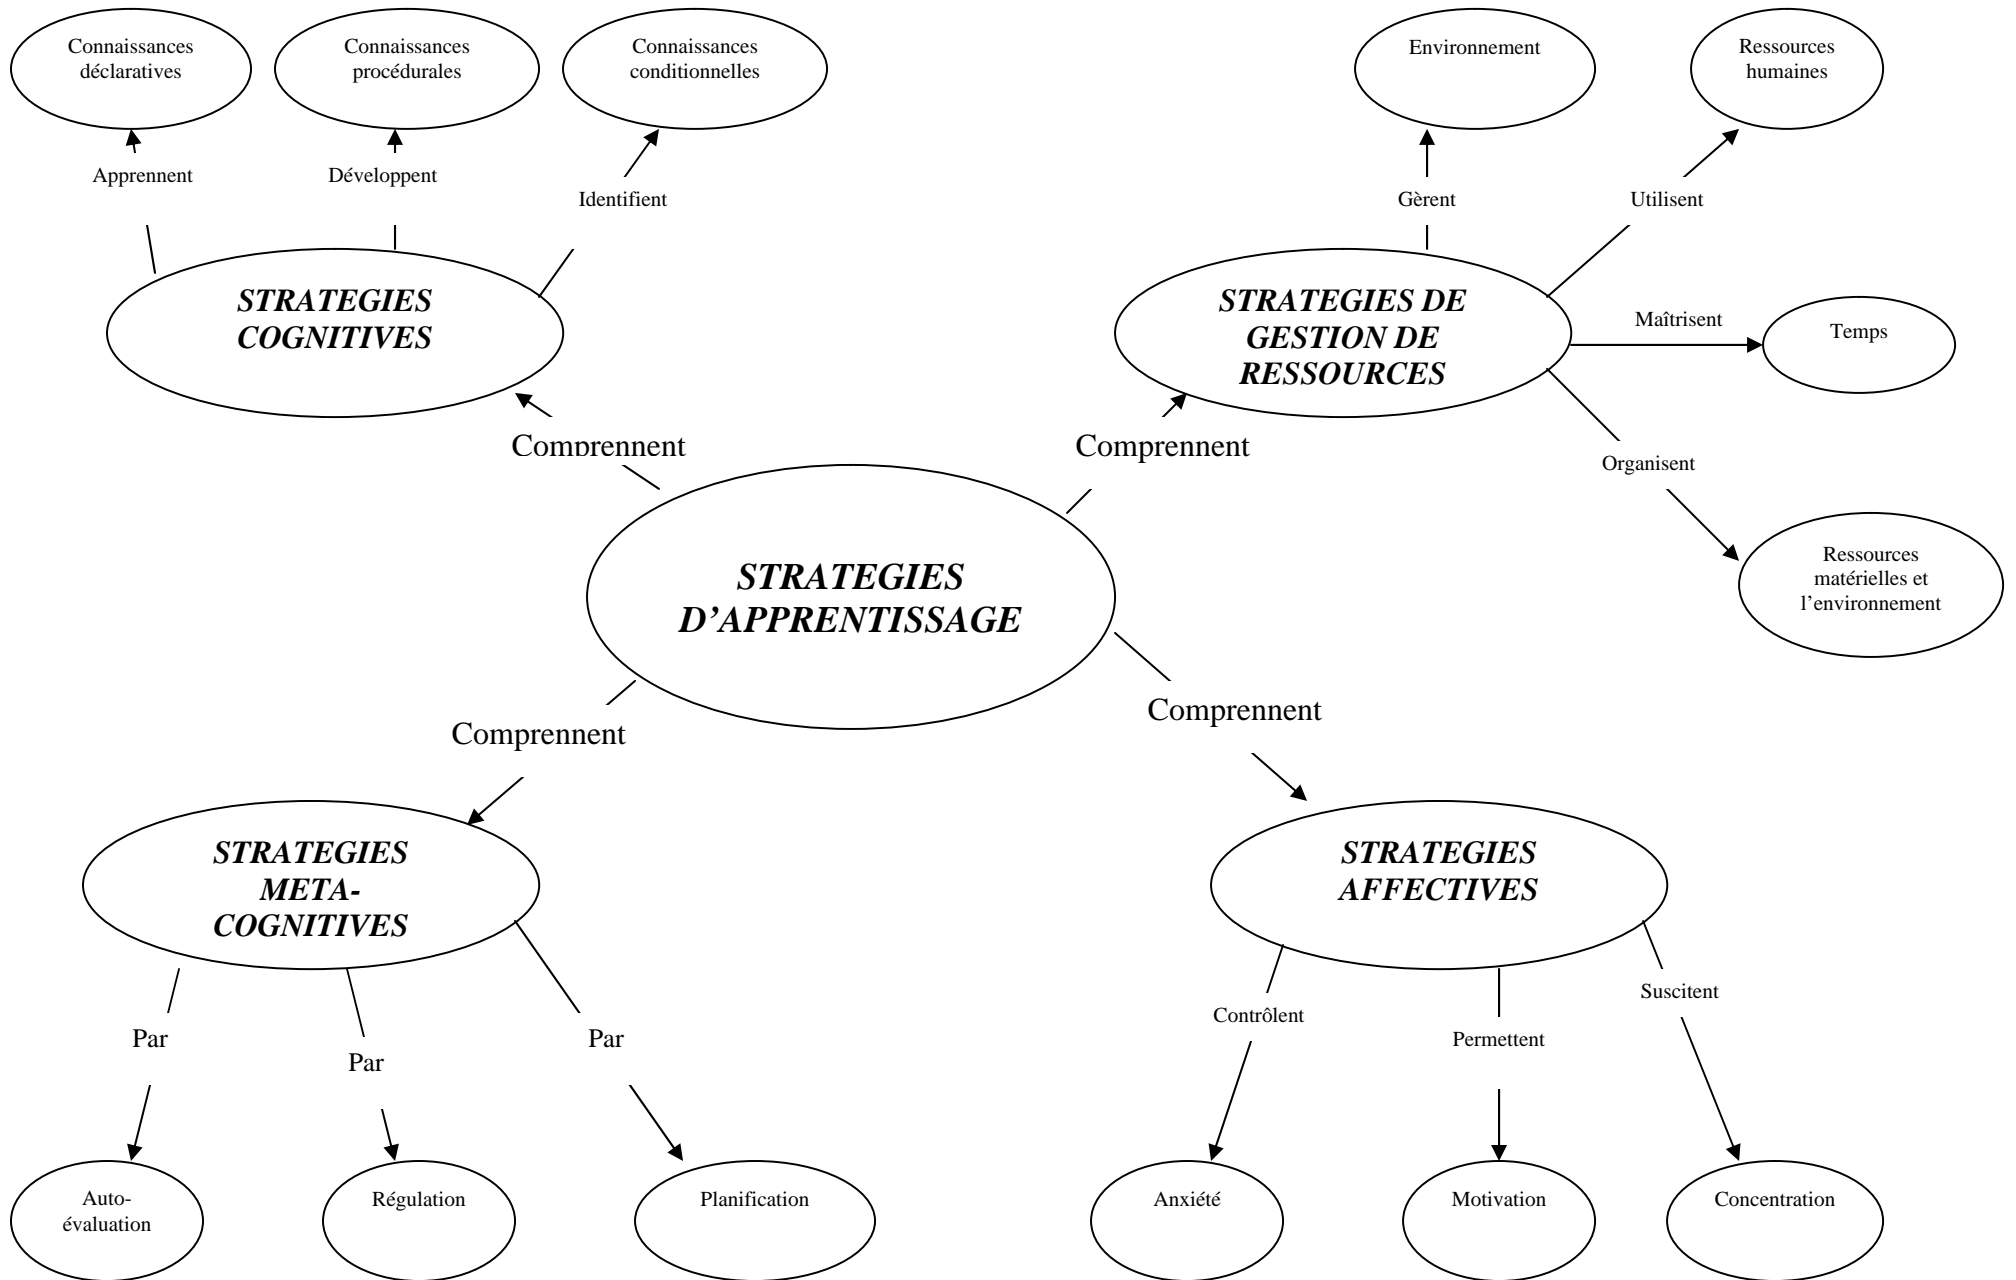 Connaissances
déclaratives
Connaissances
procédurales
Connaissances
conditionnelles
Environnement
Ressources
humaines
Apprennent
Développent
Identifient
Gèrent
Utilisent
STRATEGIES
COGNITIVES
STRATEGIES DE
GESTION DE
RESSOURCES
Maîtrisent
Temps
Comprennent
Comprennent
Organisent
Ressources
matérielles et
l’environnement
STRATEGIES
D’APPRENTISSAGE
Comprennent
Comprennent
STRATEGIES
META-
COGNITIVES
STRATEGIES
AFFECTIVES
Par
Par
Par
Contrôlent
Permettent
Suscitent
Auto-
évaluation
Régulation
Planification
Anxiété
Motivation
Concentration